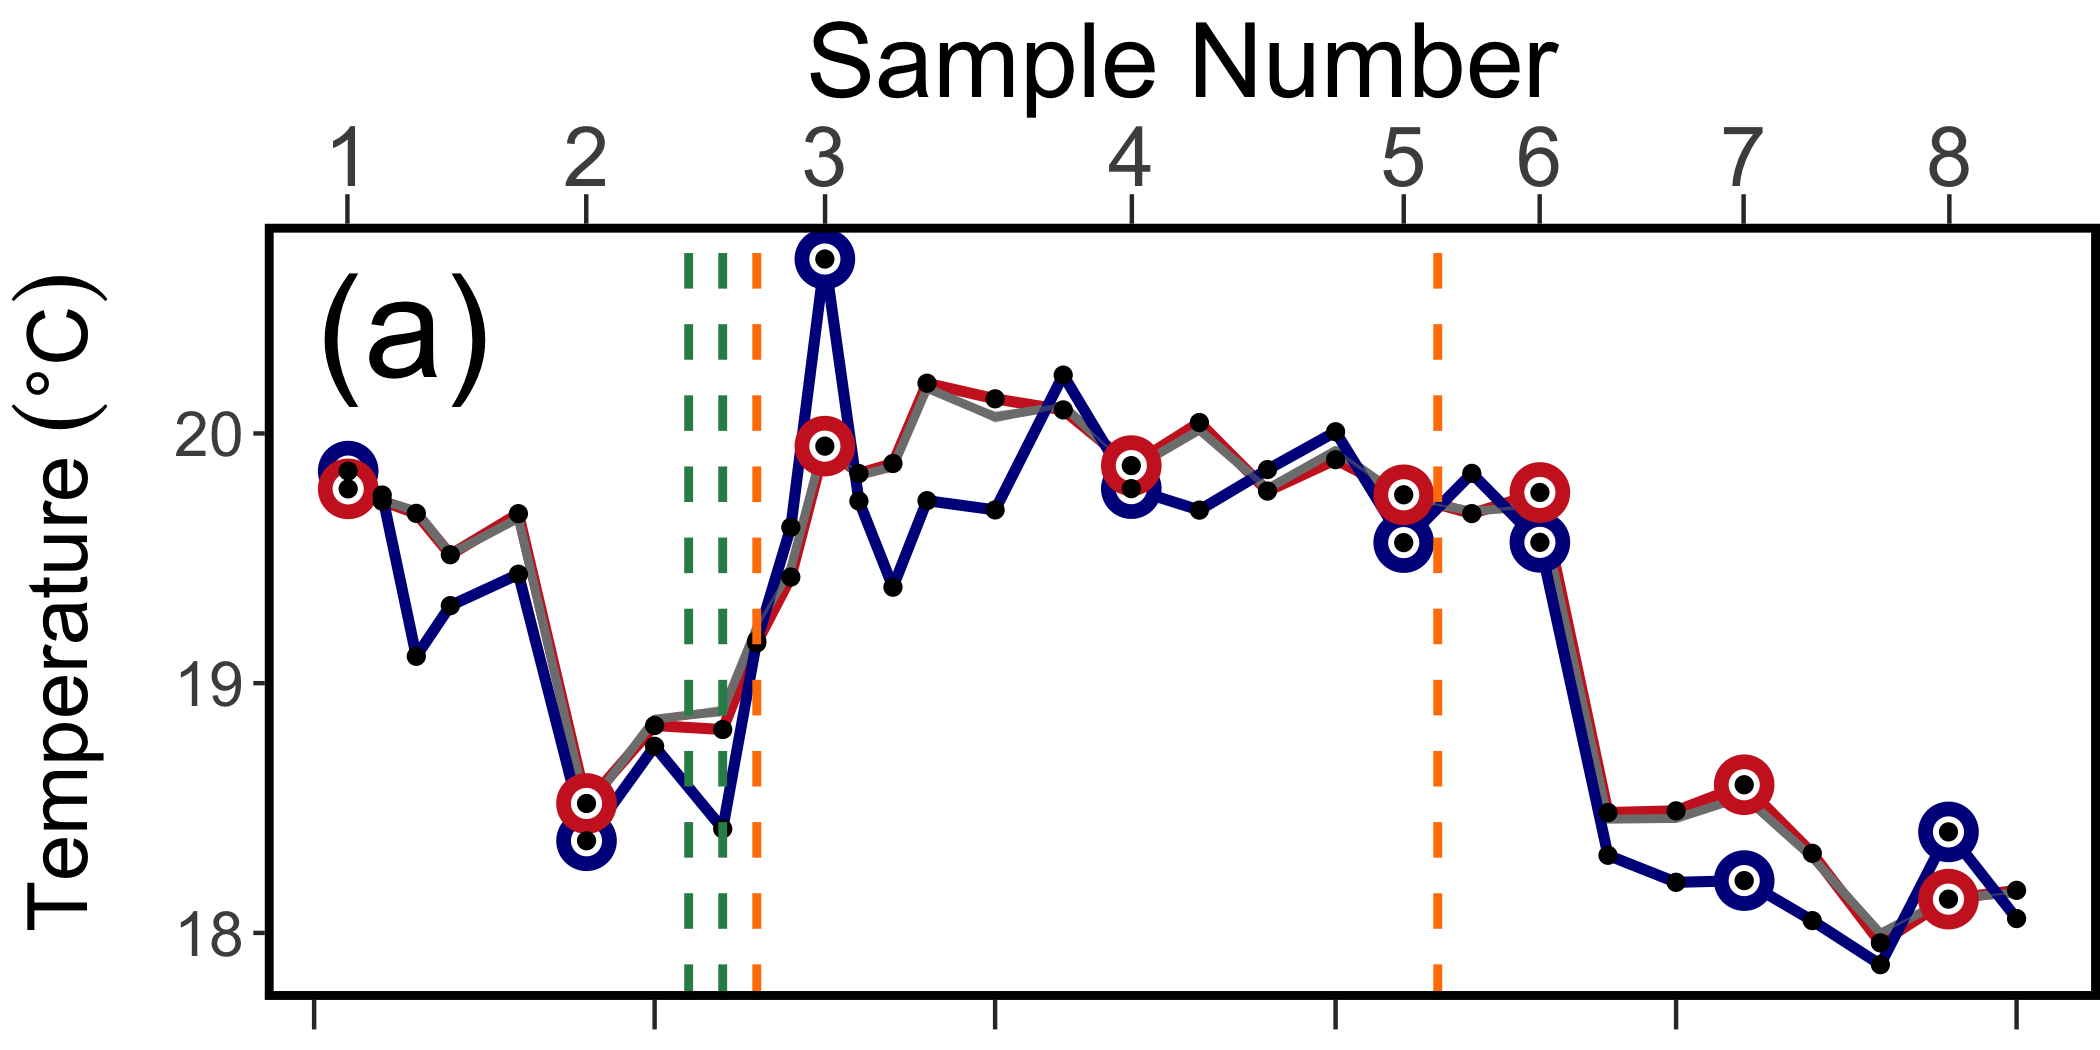 Sample Number
1 2 3 4 5 6 7 8
(a)
Temperature (°C)
20
19
18